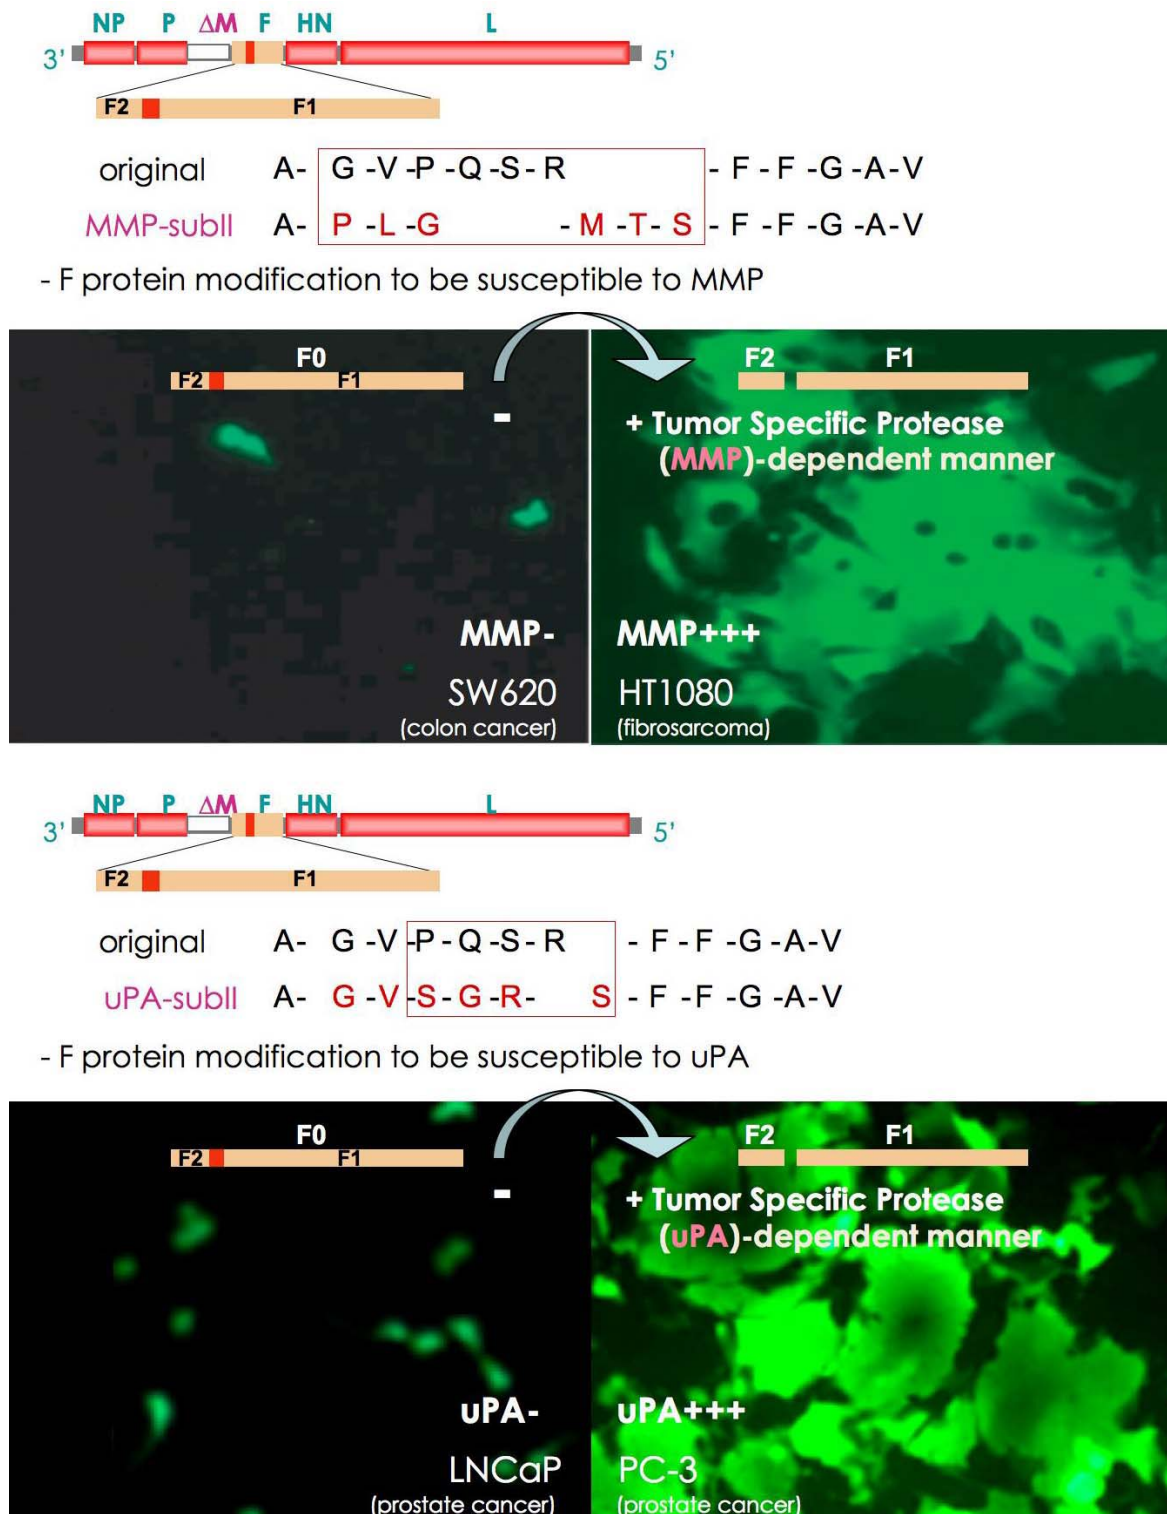 NP P ΔM F HN L
3’ 5’
F2 F1
original A- G -V -P -Q -S- R - F - F -G -A -V
MMP-subII A- P -L -G - M -T- S - F - F -G -A -V
- F protein modification to be susceptible to MMP
F0
F2 F1
-
F2 F1
+ Tumor Specific Protease
(MMP)-dependent manner
MMP-
SW620
(colon cancer)
MMP+++
HT1080
(fibrosarcoma)
NP P ΔM F HN L
3’ 5’
F2 F1
original A- G -V -P - Q -S - R - F - F -G -A-V
uPA-subII A- G -V -S - G -R- S - F - F -G -A-V
- F protein modification to be susceptible to uPA
F0
F2 F1
-
F2 F1
+ Tumor Specific Protease
(uPA)-dependent manner
uPA-
LNCaP
(prostate cancer)
uPA+++
PC-3
(prostate cancer)